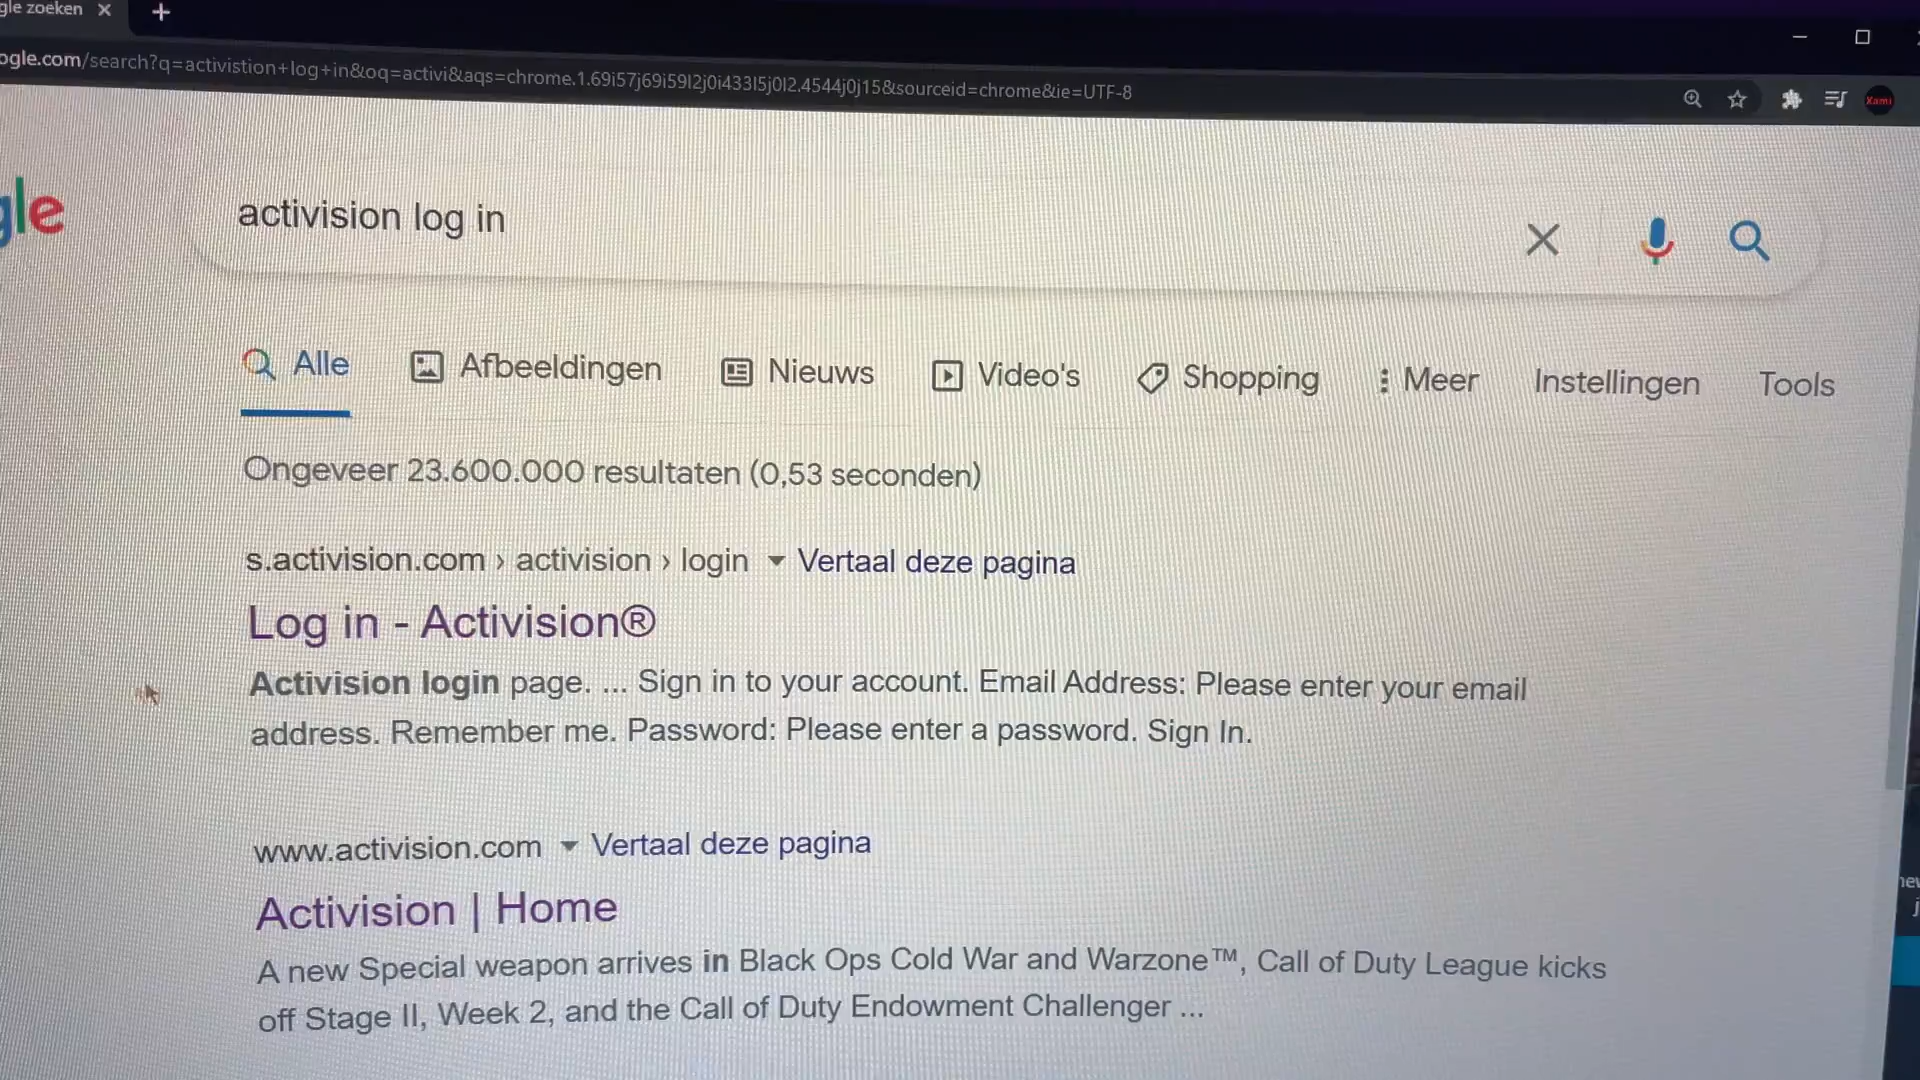 gle zoeken
ogle.com/search?q=activistion+log+in&oq=activi&aqs=chrome.1.69i57j69i59l2j0i433l5j0l2.4544j0j15&sourceid=chrome&ie=UTF-8
Xami
gle
activision log in
Alle Afbeeldingen Nieuws Video's Shopping Meer Instellingen Tools
Ongeveer 23.600.000 resultaten (0,53 seconden)
s.activision.com › activision › login Vertaal deze pagina
Log in - Activision®
Activision login page. ... Sign in to your account. Email Address: Please enter your email
address. Remember me. Password: Please enter a password. Sign In.
www.activision.com Vertaal deze pagina
Activision | Home
A new Special weapon arrives in Black Ops Cold War and Warzone™, Call of Duty League kicks
off Stage II, Week 2, and the Call of Duty Endowment Challenger ...